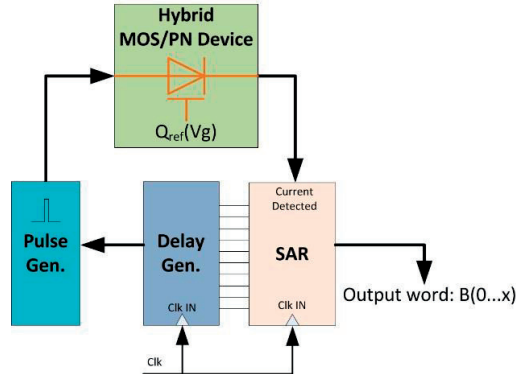 Hybrid
MOS/PN Device
Qref(Vg)
Pulse
Gen.
Delay
Gen.
Clk IN
Current
Detected
SAR
Clk IN
Output word: B(0...x)
Clk